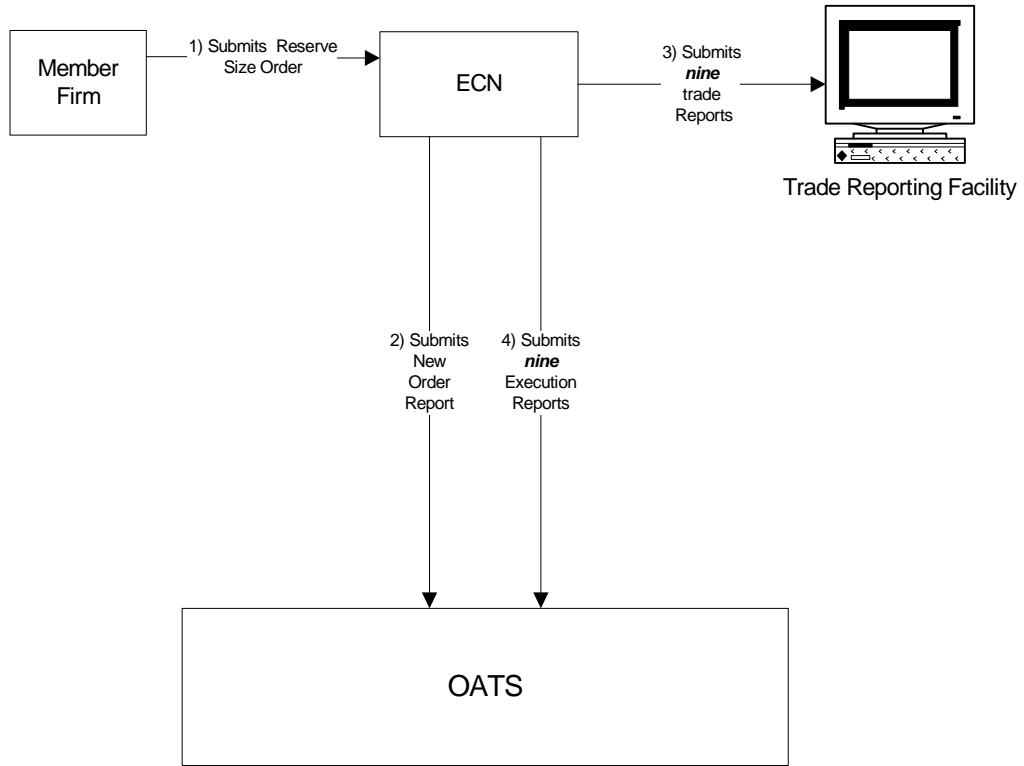 Member
Firm
1) Submits Reserve
Size Order
ECN
3) Submits
nine
trade
Reports
Trade Reporting Facility
2) Submits
New
Order
Report
4) Submits
nine
Execution
Reports
OATS